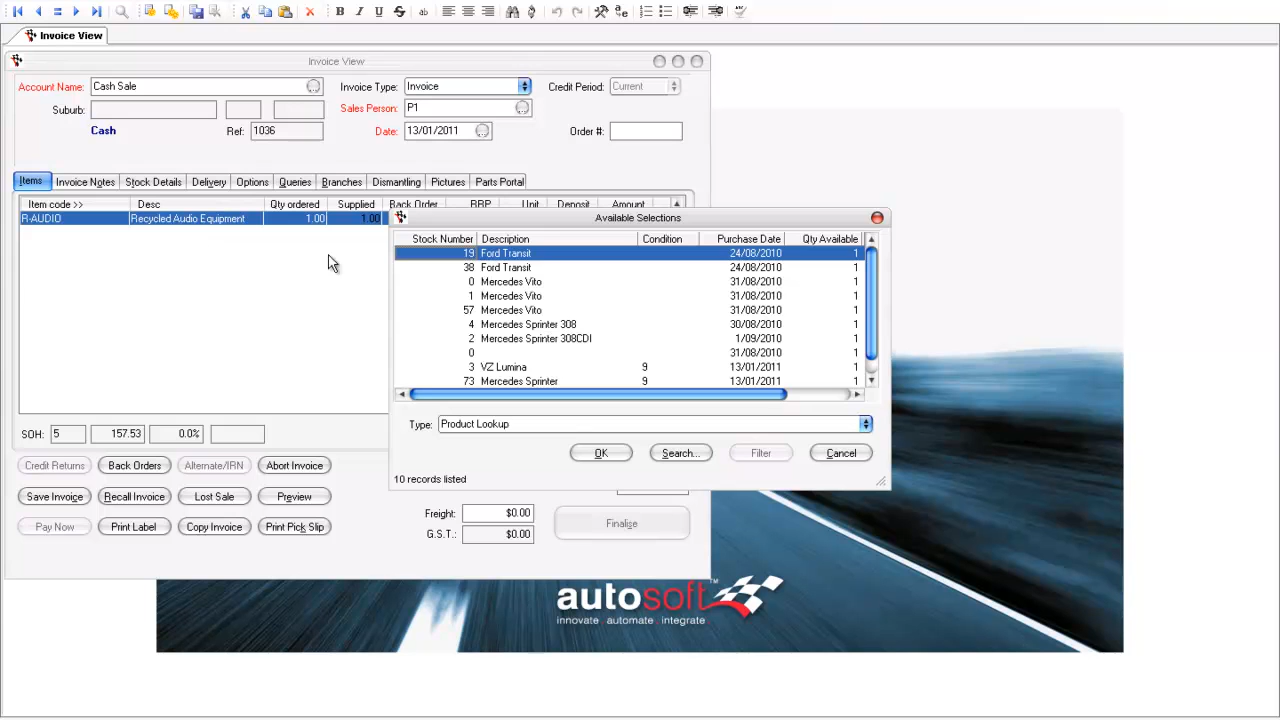 B I U S ab
Invoice View
Invoice View
Account Name: Cash Sale
Invoice Type: Invoice
Credit Period: Current
Suburb:
Sales Person: P1
Cash
Ref: 1036
Date: 13/01/2011
Order #:
Items Invoice Notes Stock Details Delivery Options Queries Branches Dismantling Pictures Parts Portal
Item code >> Desc Qty ordered Supplied Back Order RRP Unit Deposit Amount
R-AUDIO Recycled Audio Equipment 1.00 1.00
Available Selections
Stock Number Description Condition Purchase Date Qty Available
19 Ford Transit 24/08/2010 1
38 Ford Transit 24/08/2010 1
0 Mercedes Vito 31/08/2010 1
1 Mercedes Vito 31/08/2010 1
57 Mercedes Vito 31/08/2010 1
4 Mercedes Sprinter 308 30/08/2010 1
2 Mercedes Sprinter 308CDI 1/09/2010 1
0 31/08/2010 1
3 VZ Lumina 9 13/01/2011 1
73 Mercedes Sprinter 9 13/01/2011 1
Type: Product Lookup
OK Search... Filter Cancel
10 records listed
SOH: 5 157.53 0.0%
Credit Returns Back Orders Alternate/IRN Abort Invoice
Save Invoice Recall Invoice Lost Sale Preview
Pay Now Print Label Copy Invoice Print Pick Slip
Freight: $0.00
G.S.T.: $0.00
Finalise
autosoft™
innovate automate integrate